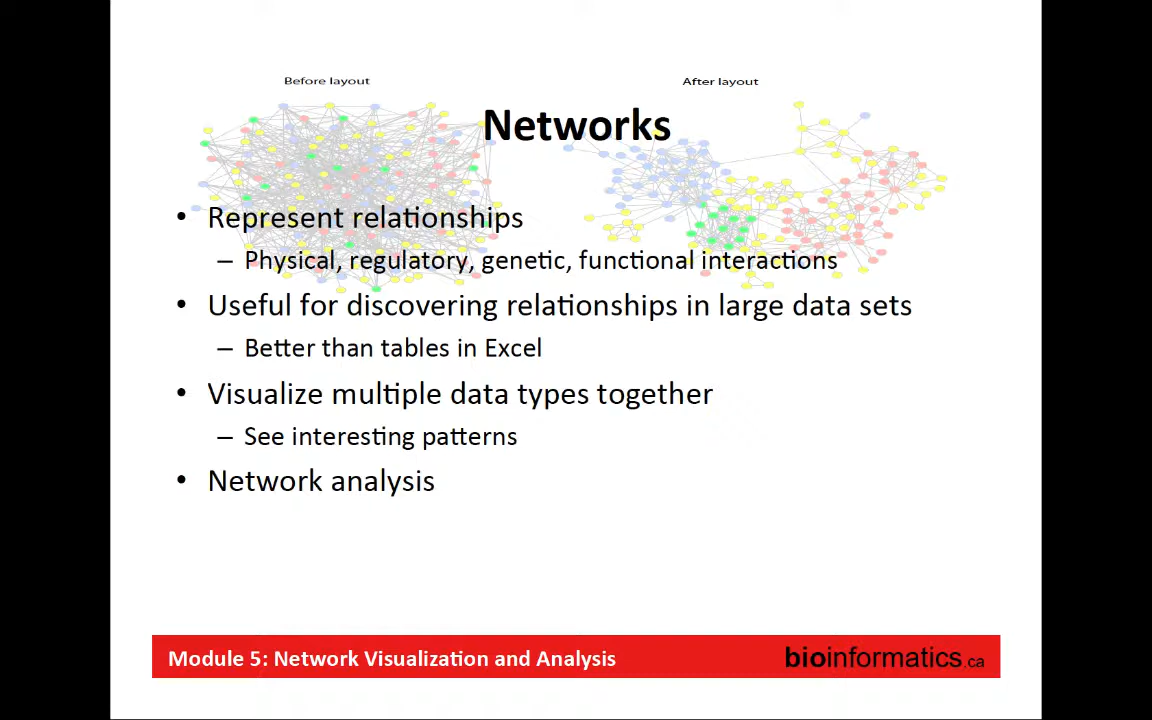 Before layout
After layout
Networks
• Represent relationships
– Physical, regulatory, genetic, functional interactions
• Useful for discovering relationships in large data sets
– Better than tables in Excel
• Visualize multiple data types together
– See interesting patterns
• Network analysis
Module 5: Network Visualization and Analysis
bioinformatics.ca